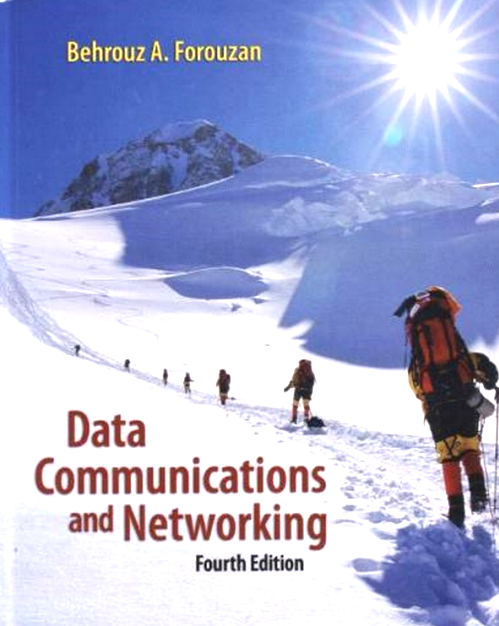 Behrouz A. Forouzan
Data
Communications
and Networking
Fourth Edition